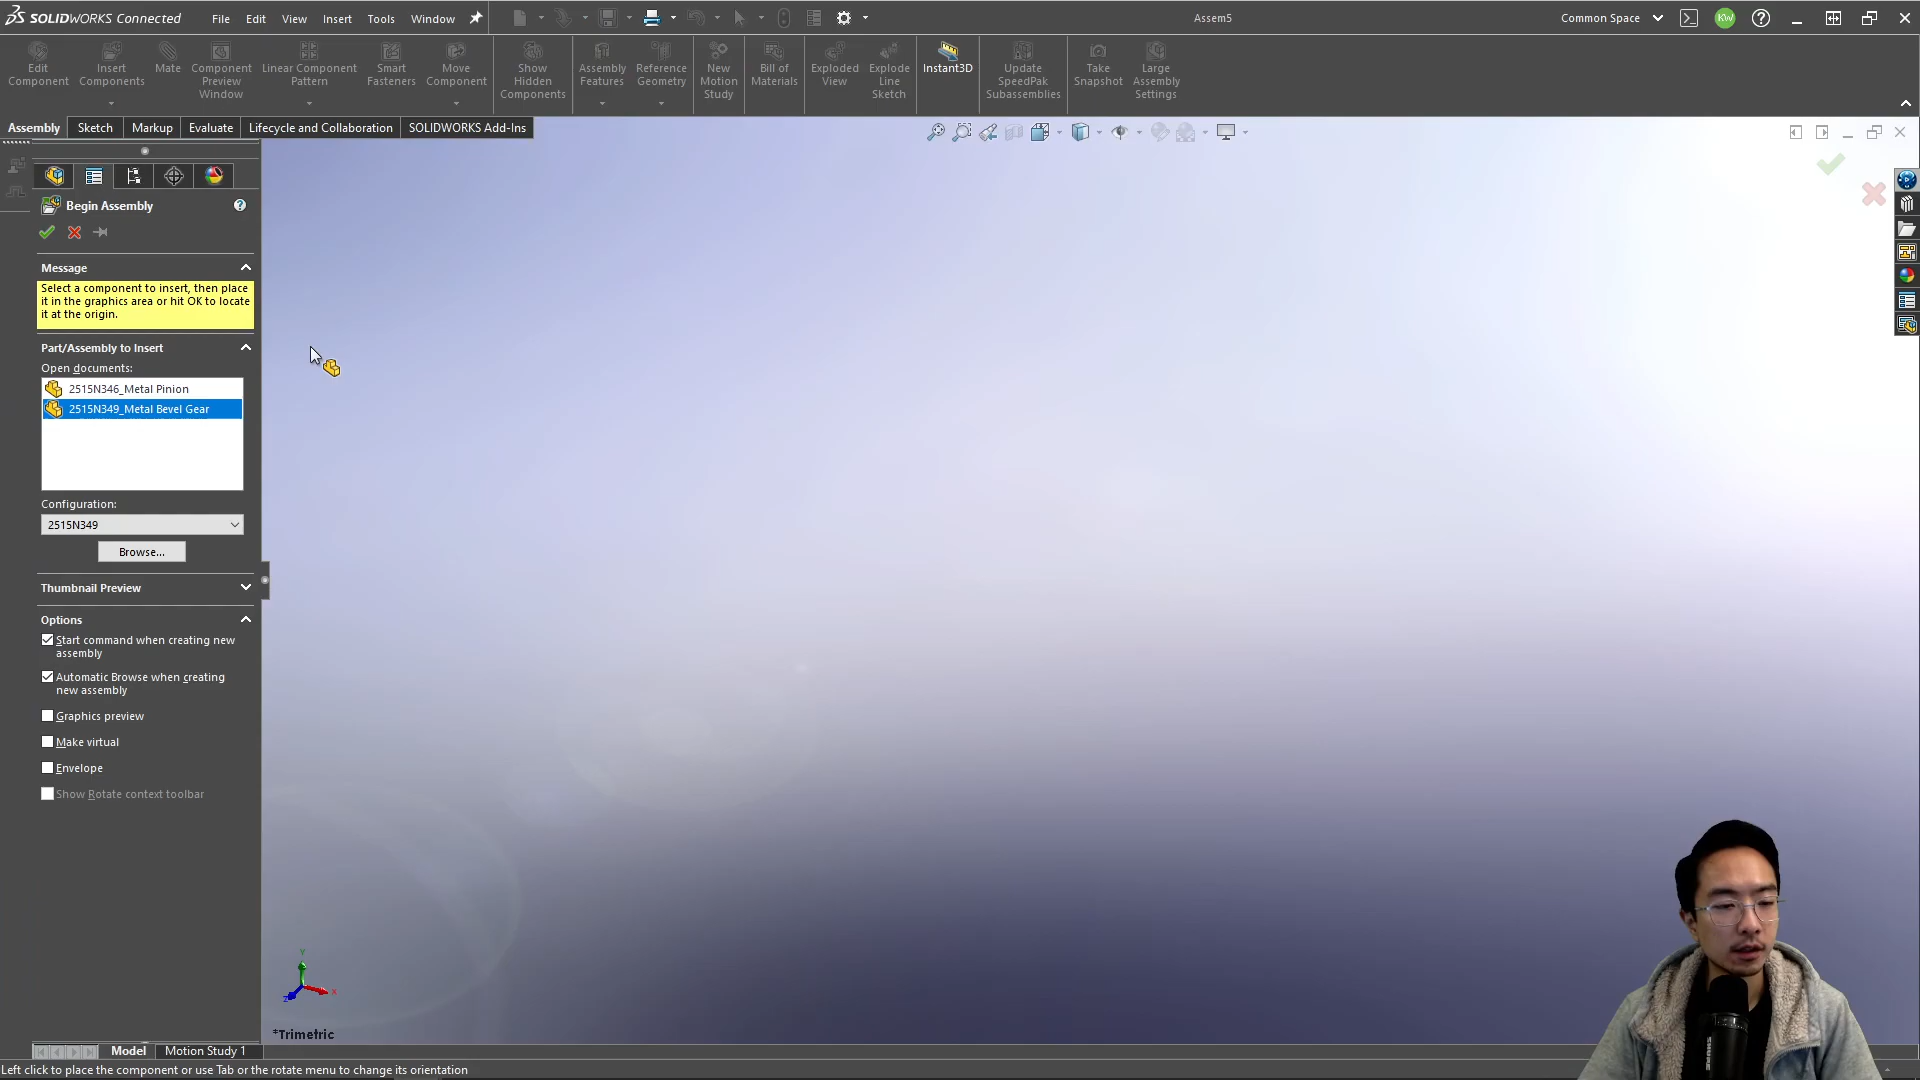 SOLIDWORKS Connected
File
Edit
View
Insert
Tools
Window
Assem5
Common Space
KW
Edit
Component
Insert
Components
Mate
Component
Preview
Window
Linear Component
Pattern
Smart
Fasteners
Move
Component
Show
Hidden
Components
Assembly
Features
Reference
Geometry
New
Motion
Study
Bill of
Materials
Exploded
View
Explode
Line
Sketch
Instant3D
Update
SpeedPak
Subassemblies
Take
Snapshot
Large
Assembly
Settings
Assembly
Sketch
Markup
Evaluate
Lifecycle and Collaboration
SOLIDWORKS Add-Ins
Begin Assembly
Message
Select a component to insert, then place
it in the graphics area or hit OK to locate
it at the origin.
Part/Assembly to Insert
Open documents:
2515N346_Metal Pinion
2515N349_Metal Bevel Gear
Configuration:
2515N349
Browse...
Thumbnail Preview
Options
Start command when creating new
assembly
Automatic Browse when creating
new assembly
Graphics preview
Make virtual
Envelope
Show Rotate context toolbar
Y
X
Z
*Trimetric
Model
Motion Study 1
Left click to place the component or use Tab or the rotate menu to change its orientation